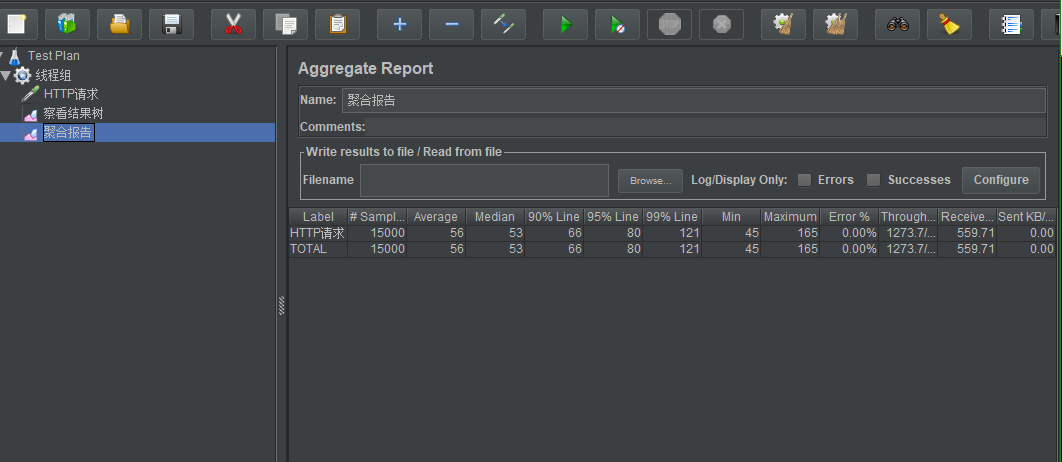 Test Plan
线程组
HTTP请求
察看结果树
聚合报告
Aggregate Report
Name: 聚合报告
Comments:
Write results to file / Read from file
Filename Browse... Log/Display Only: Errors Successes Configure
Label # Sampl... Average Median 90% Line 95% Line 99% Line Min Maximum Error % Through... Receive... Sent KB/...
HTTP请求 15000 56 53 66 80 121 45 165 0.00% 1273.7/... 559.71 0.00
TOTAL 15000 56 53 66 80 121 45 165 0.00% 1273.7/... 559.71 0.00